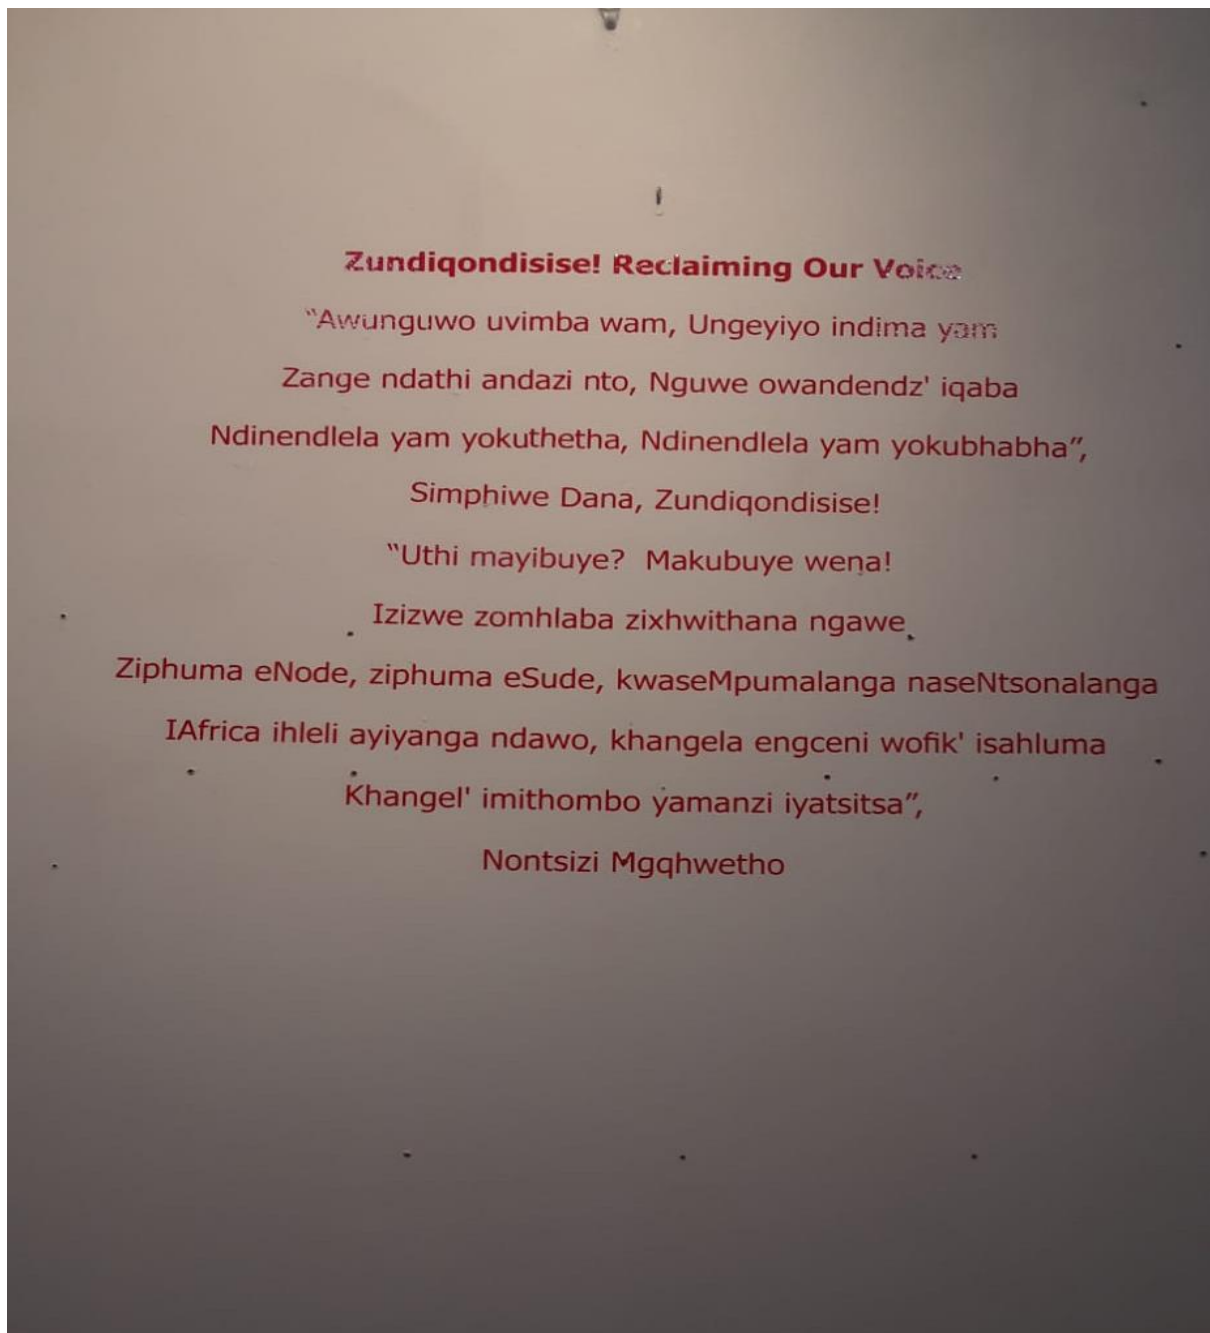 Zundiqondisise! Reclaiming Our Voice
“Awunguwo uvimba wam, Ungeyiyo indima yam
Zange ndathi andazi nto, Nguwe owandendz' iqaba
Ndinendlela yam yokuthetha, Ndinendlela yam yokubhabha”,
Simphiwe Dana, Zundiqondisise!
“Uthi mayibuye? Makubuye wena!
Izizwe zomhlaba zixhwithana ngawe
Ziphuma eNode, ziphuma eSude, kwaseMpumalanga naseNtsonalanga
IAfrica ihleli ayiyanga ndawo, khangela engceni wofik' isahluma
Khangel' imithombo yamanzi iyatsitsa”,
Nontsizi Mgqhwetho